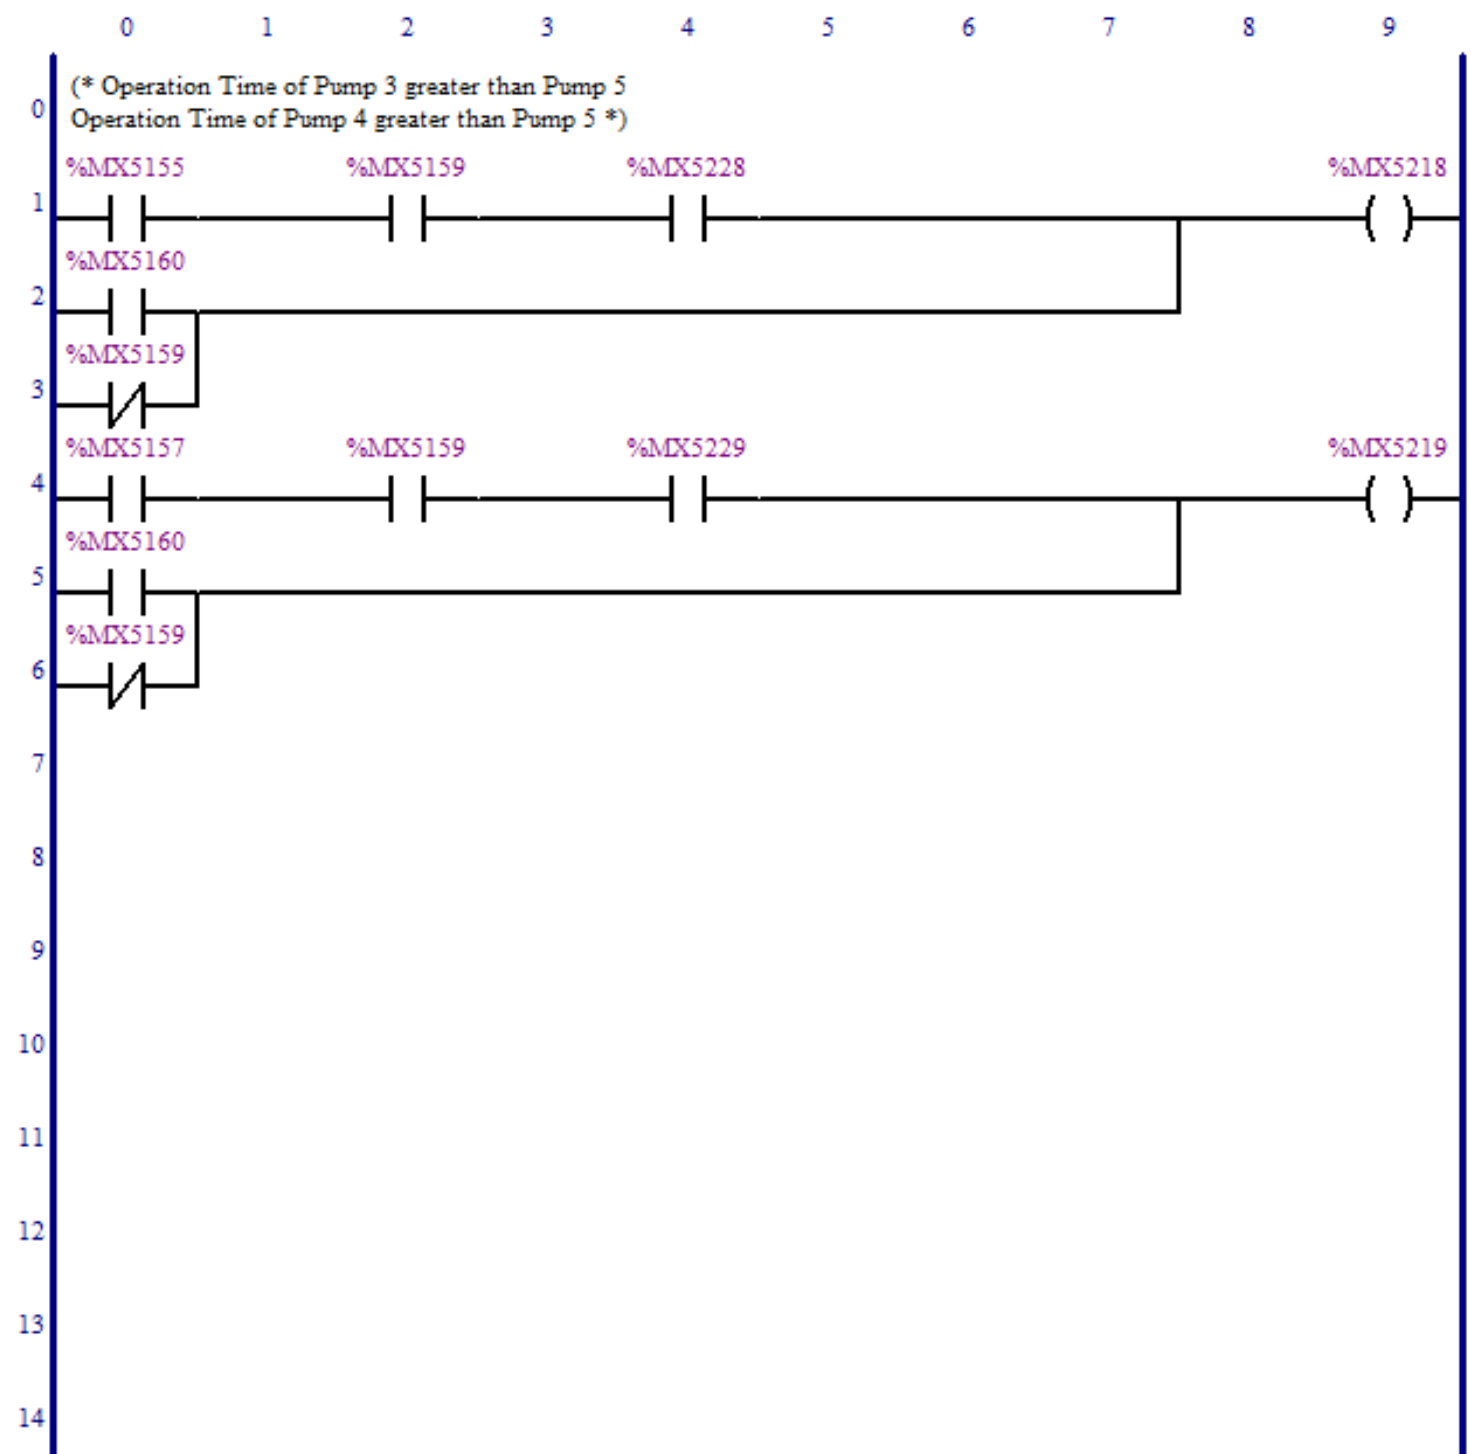 0 1 2 3 4 5 6 7 8 9
(* Operation Time of Pump 3 greater than Pump 5
0
Operation Time of Pump 4 greater than Pump 5 *)
%MX5155 %MX5159 %MX5228 %MX5218
1
%MX5160
2
%MX5159
3
%MX5157 %MX5159 %MX5229 %MX5219
4
%MX5160
5
%MX5159
6
7
8
9
10
11
12
13
14